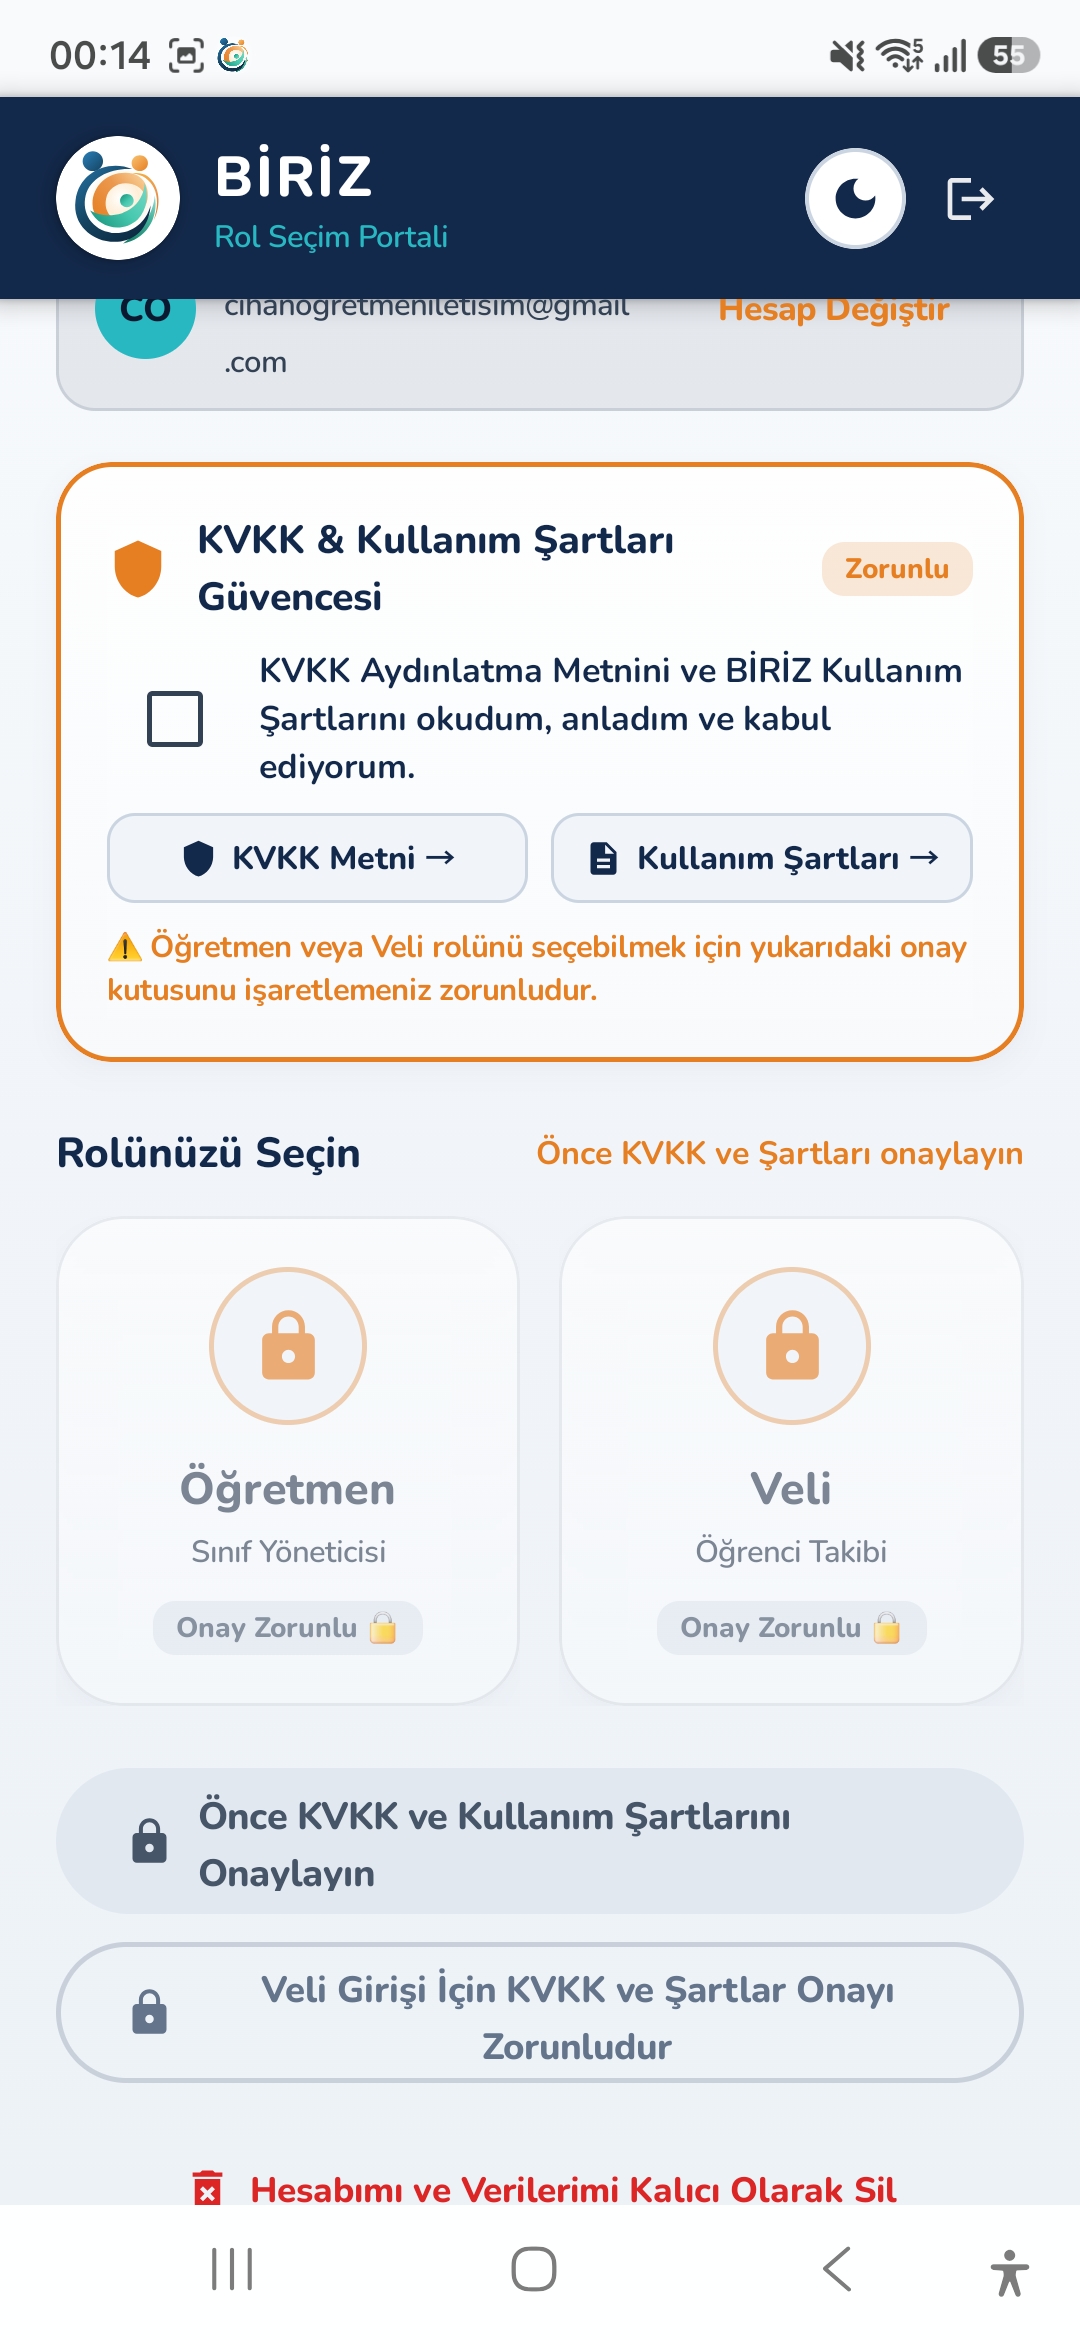 00:14
5
55
BİRİZ
Rol Seçim Portali
CO
cihanogretmeniletisim@gmail
.com
Hesap Değiştir
KVKK & Kullanım Şartları
Güvencesi
Zorunlu
KVKK Aydınlatma Metnini ve BİRİZ Kullanım
Şartlarını okudum, anladım ve kabul
ediyorum.
KVKK Metni →
Kullanım Şartları →
⚠️ Öğretmen veya Veli rolünü seçebilmek için yukarıdaki onay
kutusunu işaretlemeniz zorunludur.
Rolünüzü Seçin
Önce KVKK ve Şartları onaylayın
Öğretmen
Sınıf Yöneticisi
Onay Zorunlu 🔒
Veli
Öğrenci Takibi
Onay Zorunlu 🔒
Önce KVKK ve Kullanım Şartlarını
Onaylayın
Veli Girişi İçin KVKK ve Şartlar Onayı
Zorunludur
Hesabımı ve Verilerimi Kalıcı Olarak Sil